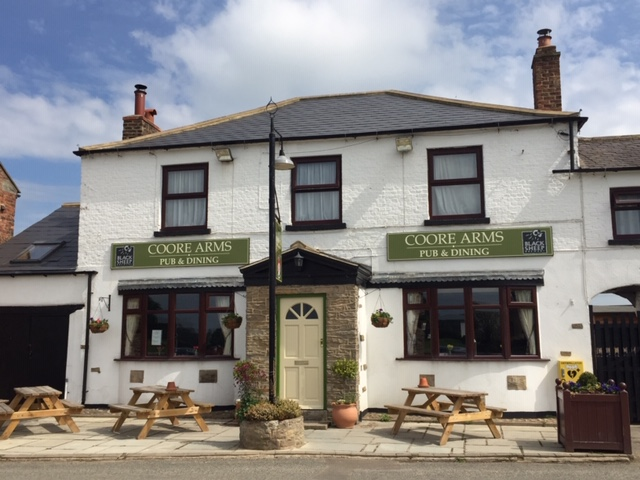 COORE ARMS
PUB & DINING
BLACK
SHEEP
COORE ARMS
PUB & DINING
BLACK
SHEEP